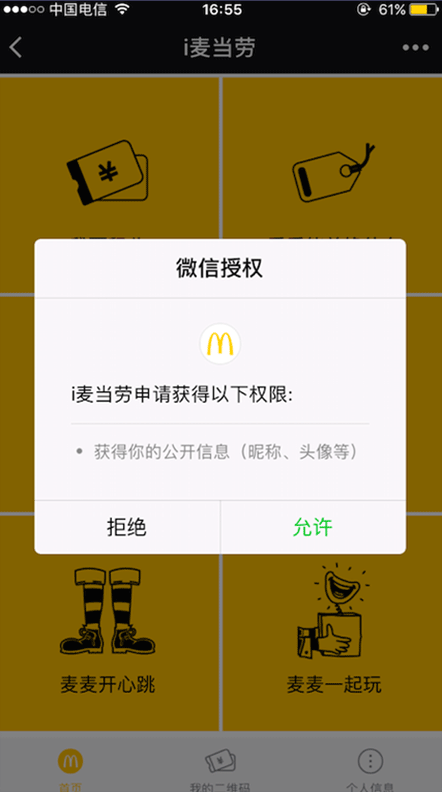 中国电信 16:55 61%
i麦当劳
微信授权
i麦当劳申请获得以下权限:
• 获得你的公开信息（昵称、头像等）
拒绝 允许
麦麦开心跳 麦麦一起玩
首页 我的二维码 个人信息